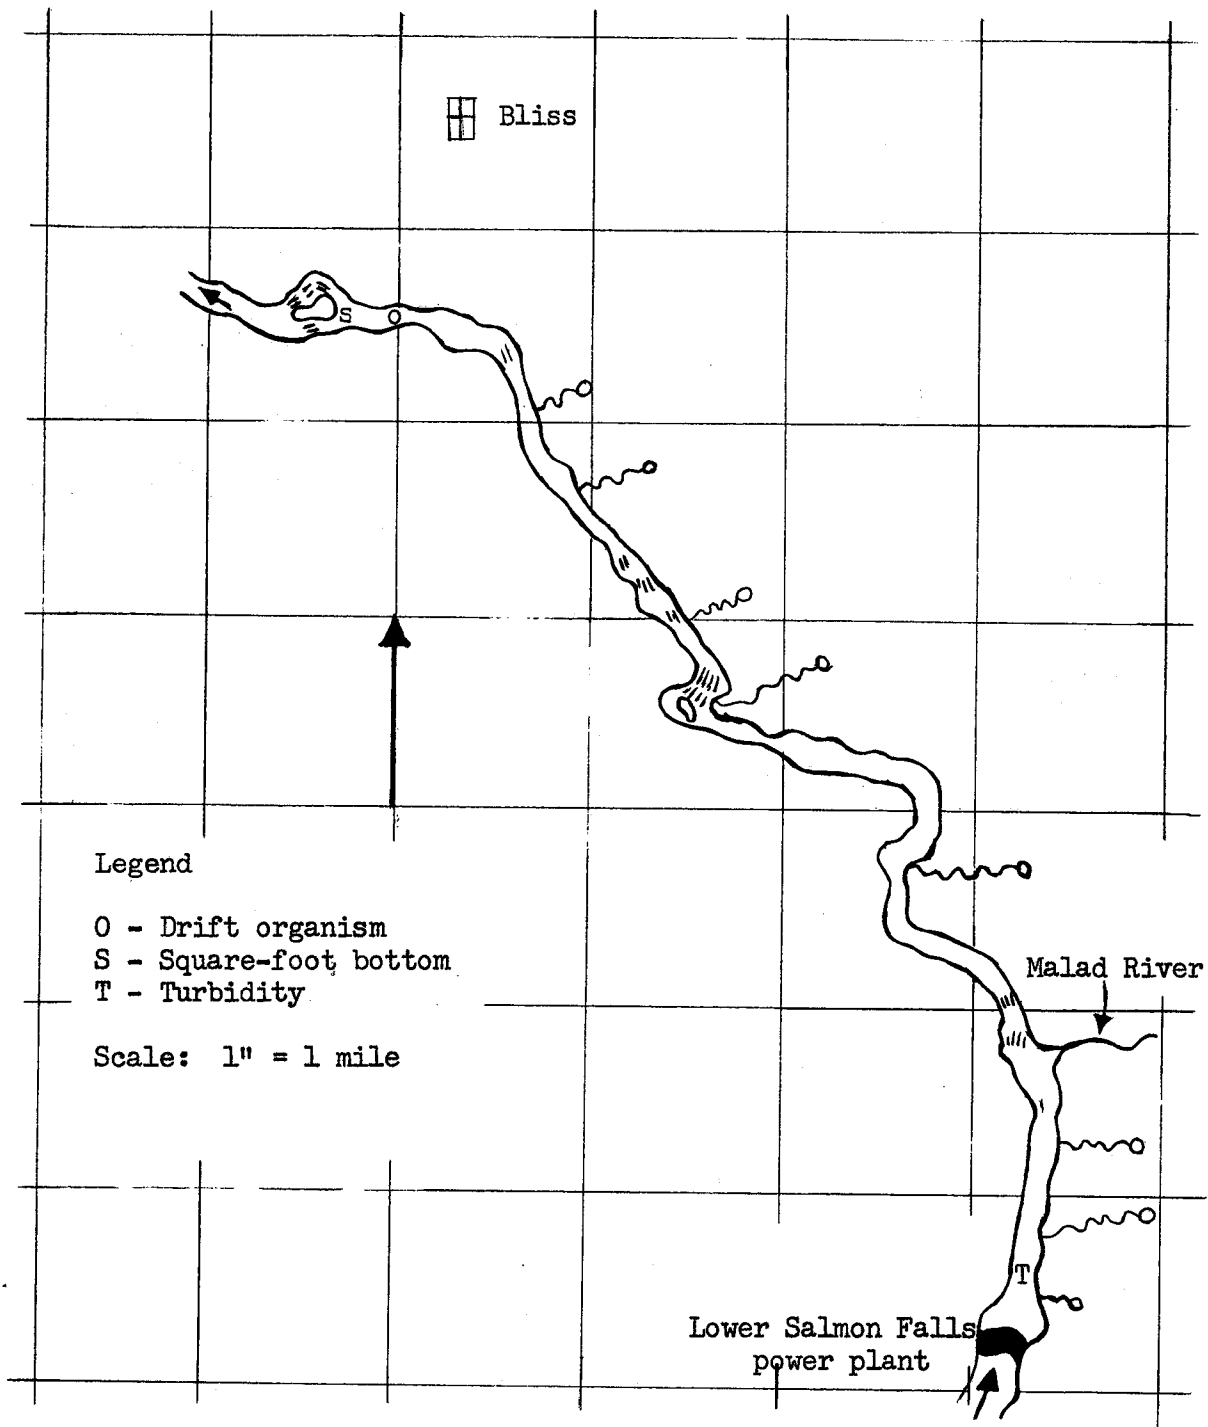 Bliss
S
O
Legend
O - Drift organism
S - Square-foot bottom
T - Turbidity
Scale: 1" = 1 mile
Malad River
T
Lower Salmon Falls
power plant